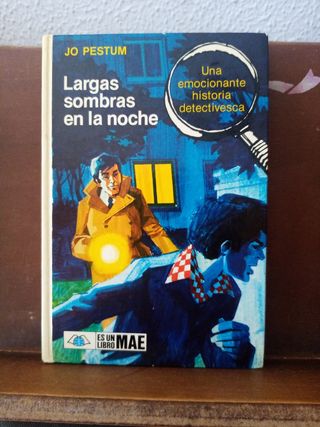 JO PESTUM
Largas
sombras
en la noche
Una
emocionante
historia
detectivesca
ES UN
LIBRO
MAE